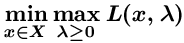 min max L(x, λ)
x∈X λ≥0